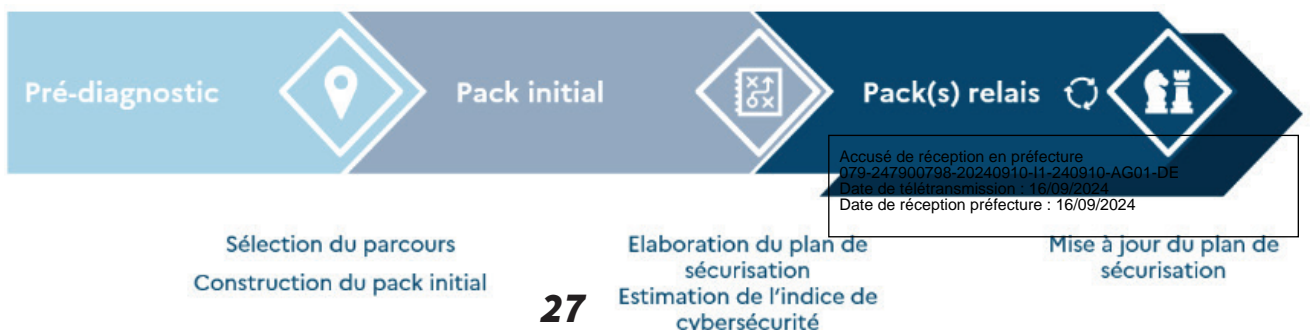 Pré-diagnostic
Pack initial
Pack(s) relais
Accusé de réception en préfecture
079-247900798-20240910-I1-240910-AG01-DE
Date de télétransmission : 16/09/2024
Date de réception préfecture : 16/09/2024
Sélection du parcours
Construction du pack initial
Elaboration du plan de
sécurisation
Estimation de l'indice de
cybersécurité
Mise à jour du plan de
sécurisation
27